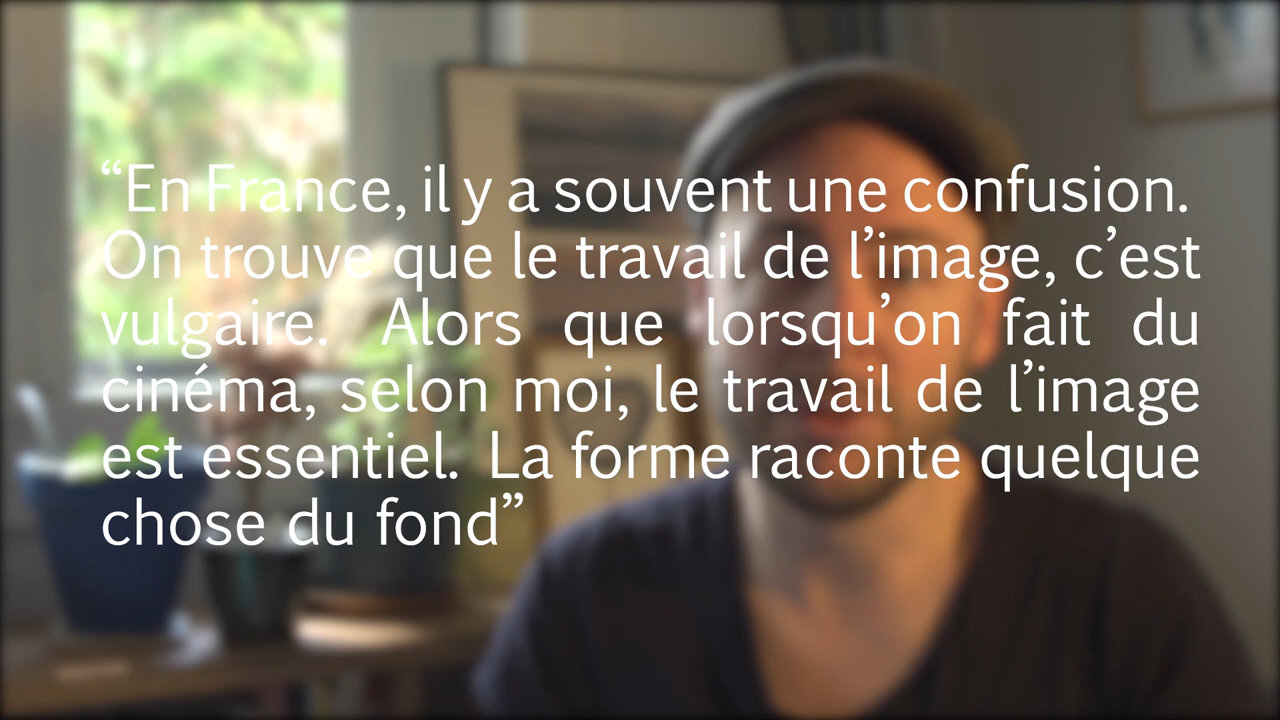 “En France, il y a souvent une confusion.
On trouve que le travail de l’image, c’est
vulgaire. Alors que lorsqu’on fait du
cinéma, selon moi, le travail de l’image
est essentiel. La forme raconte quelque
chose du fond”